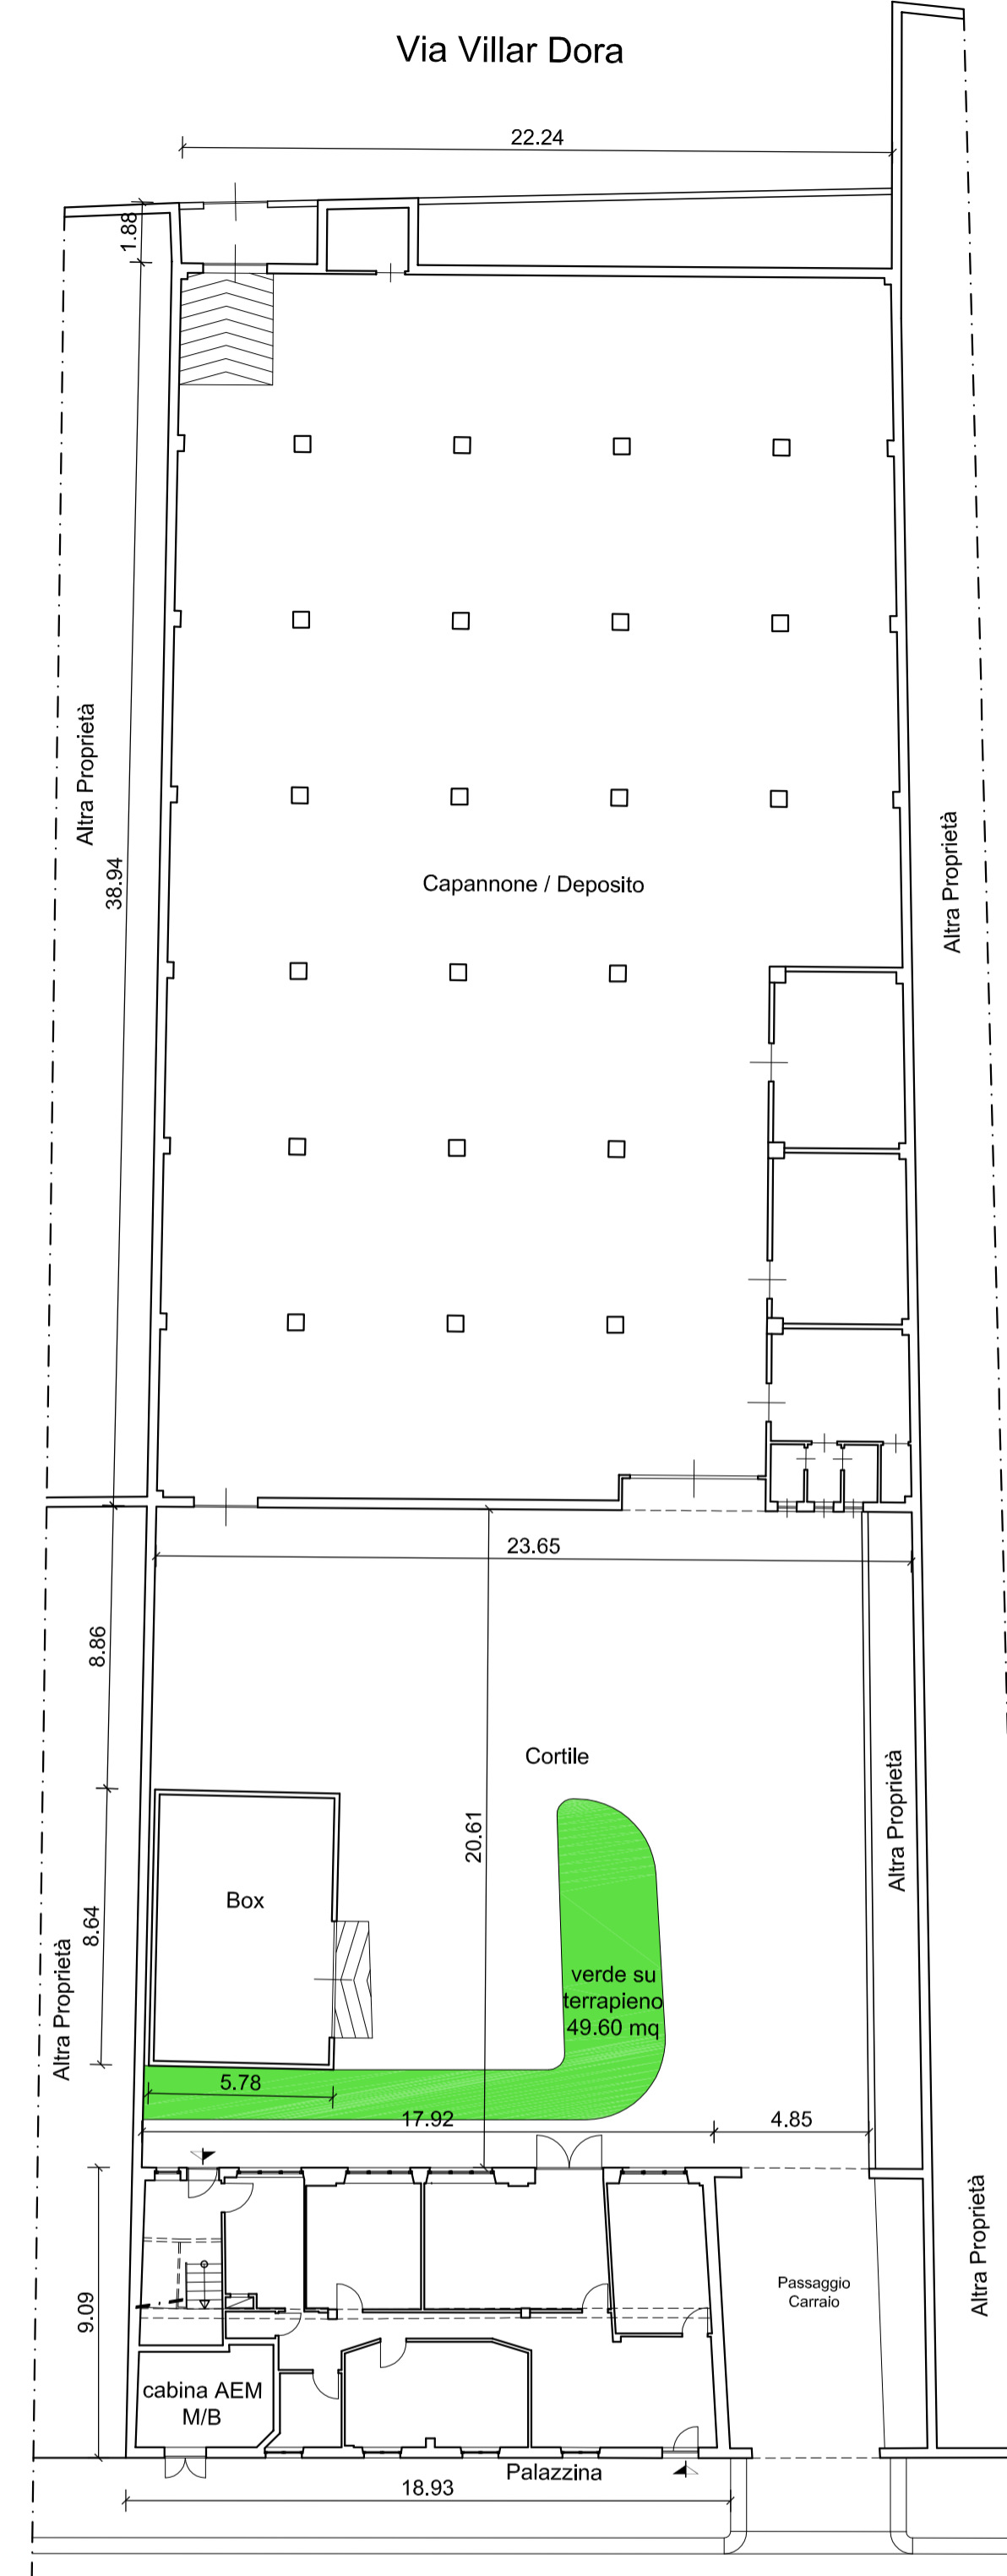 Via Villar Dora
22.24
1.88
Altra Proprietà
38.94
Altra Proprietà
Capannone / Deposito
23.65
8.86
Cortile
Altra Proprietà
20.61
Box
8.64
Altra Proprietà
verde su
terrapieno
49.60 mq
5.78
17.92
4.85
Altra Proprietà
Passaggio
Carraio
9.09
cabina AEM
M/B
Palazzina
18.93